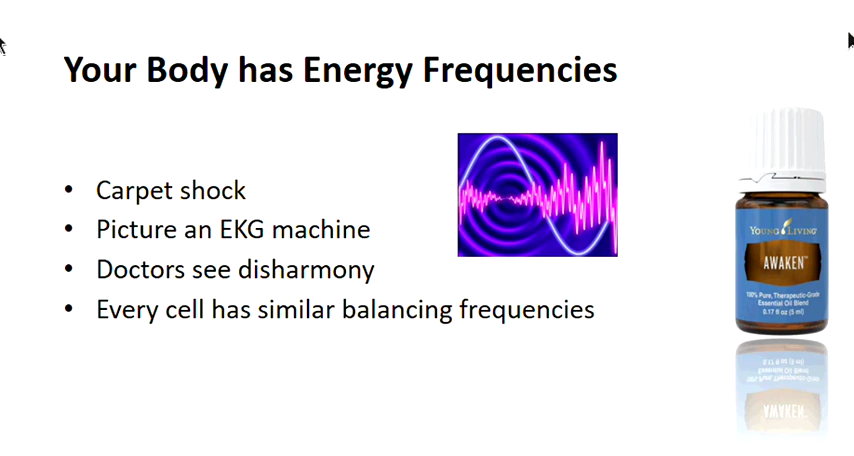 Your Body has Energy Frequencies
• Carpet shock
• Picture an EKG machine
• Doctors see disharmony
• Every cell has similar balancing frequencies
YOUNG LIVING
AWAKEN™
100% Pure, Therapeutic-Grade
Essential Oil Blend
0.17 fl oz (5 ml)